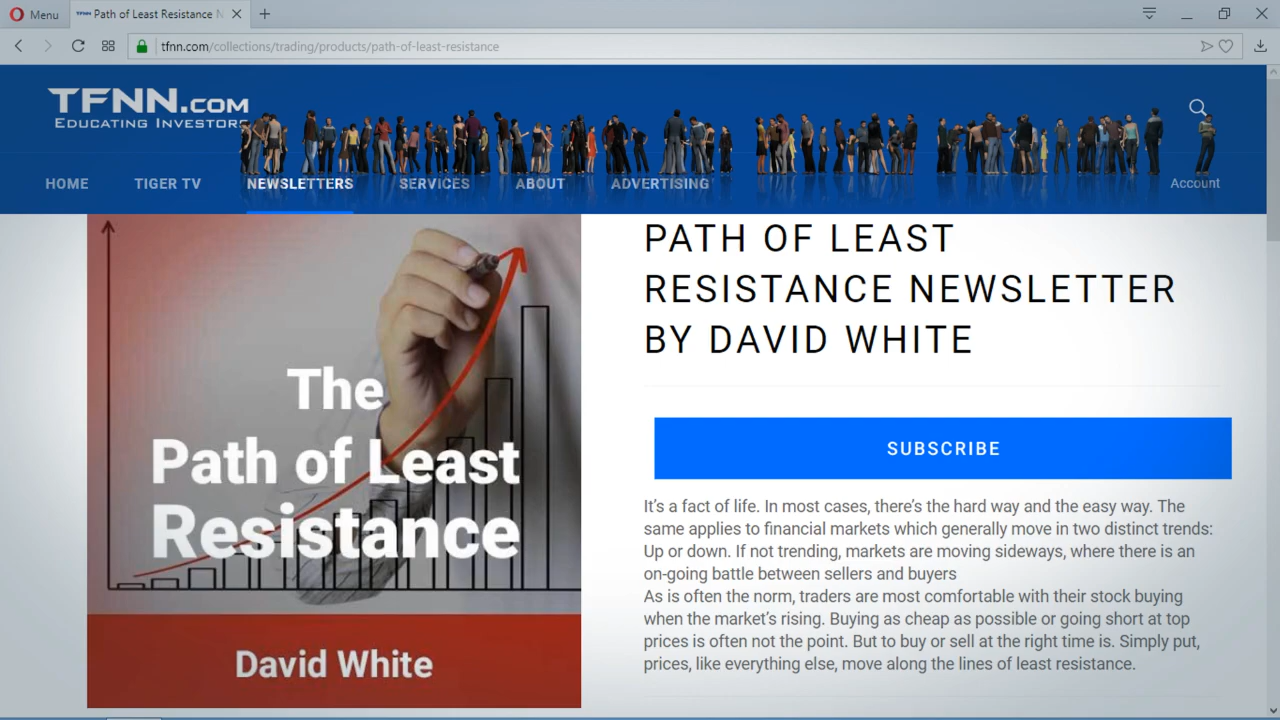 Menu
Path of Least Resistance N
tfnn.com/collections/trading/products/path-of-least-resistance
TFNN.COM
EDUCATING INVESTORS
HOME
TIGER TV
NEWSLETTERS
SERVICES
ABOUT
ADVERTISING
Account
The
Path of Least
Resistance
David White
PATH OF LEAST
RESISTANCE NEWSLETTER
BY DAVID WHITE
SUBSCRIBE
It's a fact of life. In most cases, there's the hard way and the easy way. The
same applies to financial markets which generally move in two distinct trends:
Up or down. If not trending, markets are moving sideways, where there is an
on-going battle between sellers and buyers
As is often the norm, traders are most comfortable with their stock buying
when the market's rising. Buying as cheap as possible or going short at top
prices is often not the point. But to buy or sell at the right time is. Simply put,
prices, like everything else, move along the lines of least resistance.